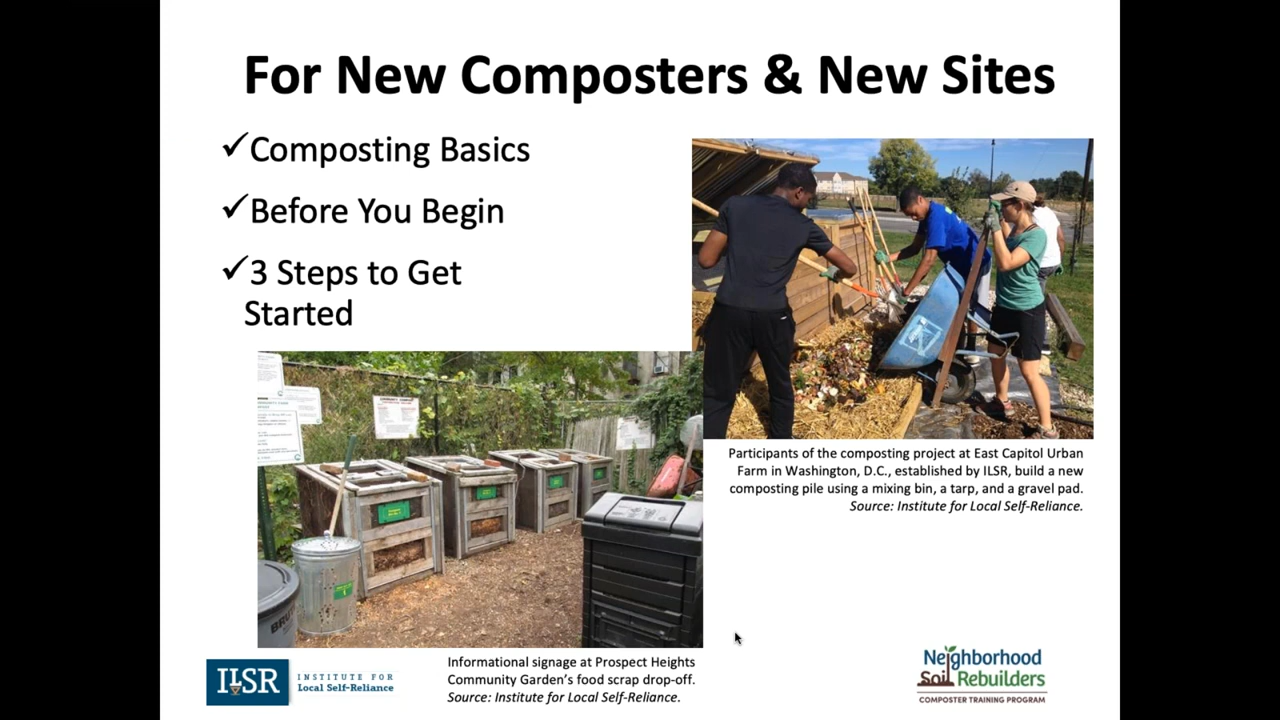 For New Composters & New Sites
✓Composting Basics
✓Before You Begin
✓3 Steps to Get
Started
Participants of the composting project at East Capitol Urban
Farm in Washington, D.C., established by ILSR, build a new
composting pile using a mixing bin, a tarp, and a gravel pad.
Source: Institute for Local Self-Reliance.
BRU
Informational signage at Prospect Heights
Community Garden’s food scrap drop-off.
Source: Institute for Local Self-Reliance.
ILSR
INSTITUTE FOR
Local Self-Reliance
Neighborhood
Soil Rebuilders
COMPOSTER TRAINING PROGRAM